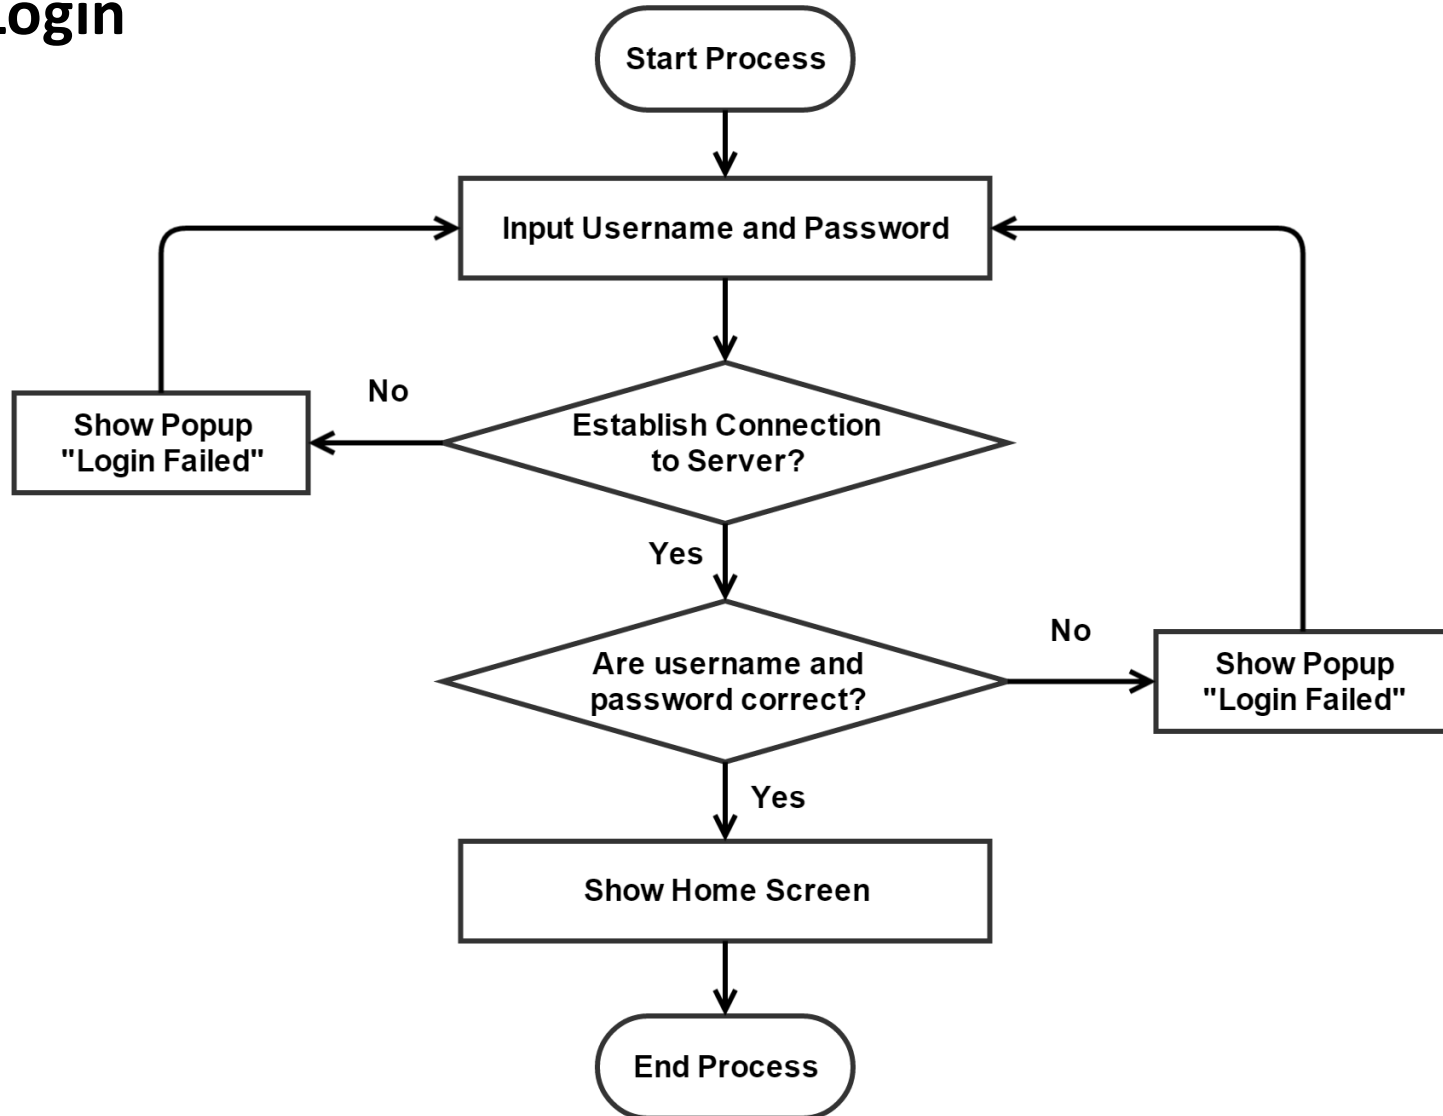 Login
Start Process
Input Username and Password
No
Show Popup
"Login Failed"
Establish Connection
to Server?
Yes
Are username and
password correct?
No
Show Popup
"Login Failed"
Yes
Show Home Screen
End Process